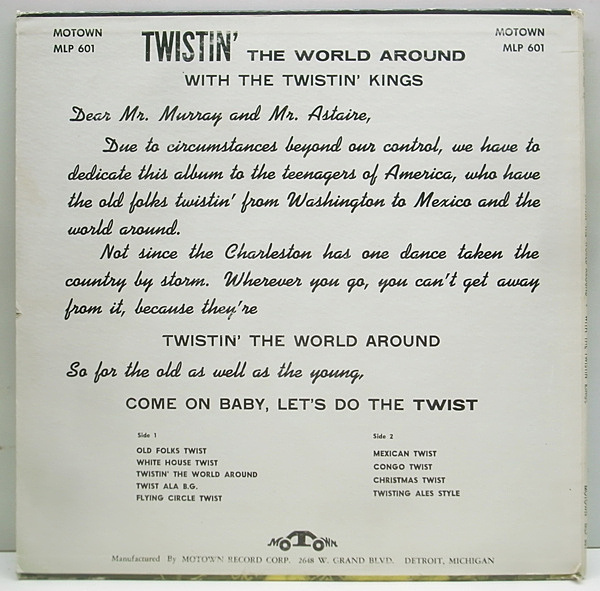 MOTOWN
MLP 601
TWISTIN' THE WORLD AROUND
MOTOWN
MLP 601
WITH THE TWISTIN' KINGS
Dear Mr. Murray and Mr. Astaire,
Due to circumstances beyond our control, we have to
dedicate this album to the teenagers of America, who have
the old folks twistin' from Washington to Mexico and the
world around.
Not since the Charleston has one dance taken the
country by storm. Wherever you go, you can't get away
from it, because they're
TWISTIN' THE WORLD AROUND
So for the old as well as the young,
COME ON BABY, LET'S DO THE TWIST
Side 1
OLD FOLKS TWIST
WHITE HOUSE TWIST
TWISTIN' THE WORLD AROUND
TWIST ALA B.G.
FLYING CIRCLE TWIST
Side 2
MEXICAN TWIST
CONGO TWIST
CHRISTMAS TWIST
TWISTING ALES STYLE
MOTOWN
Manufactured By MOTOWN RECORD CORP. 2648 W. GRAND BLVD. DETROIT, MICHIGAN